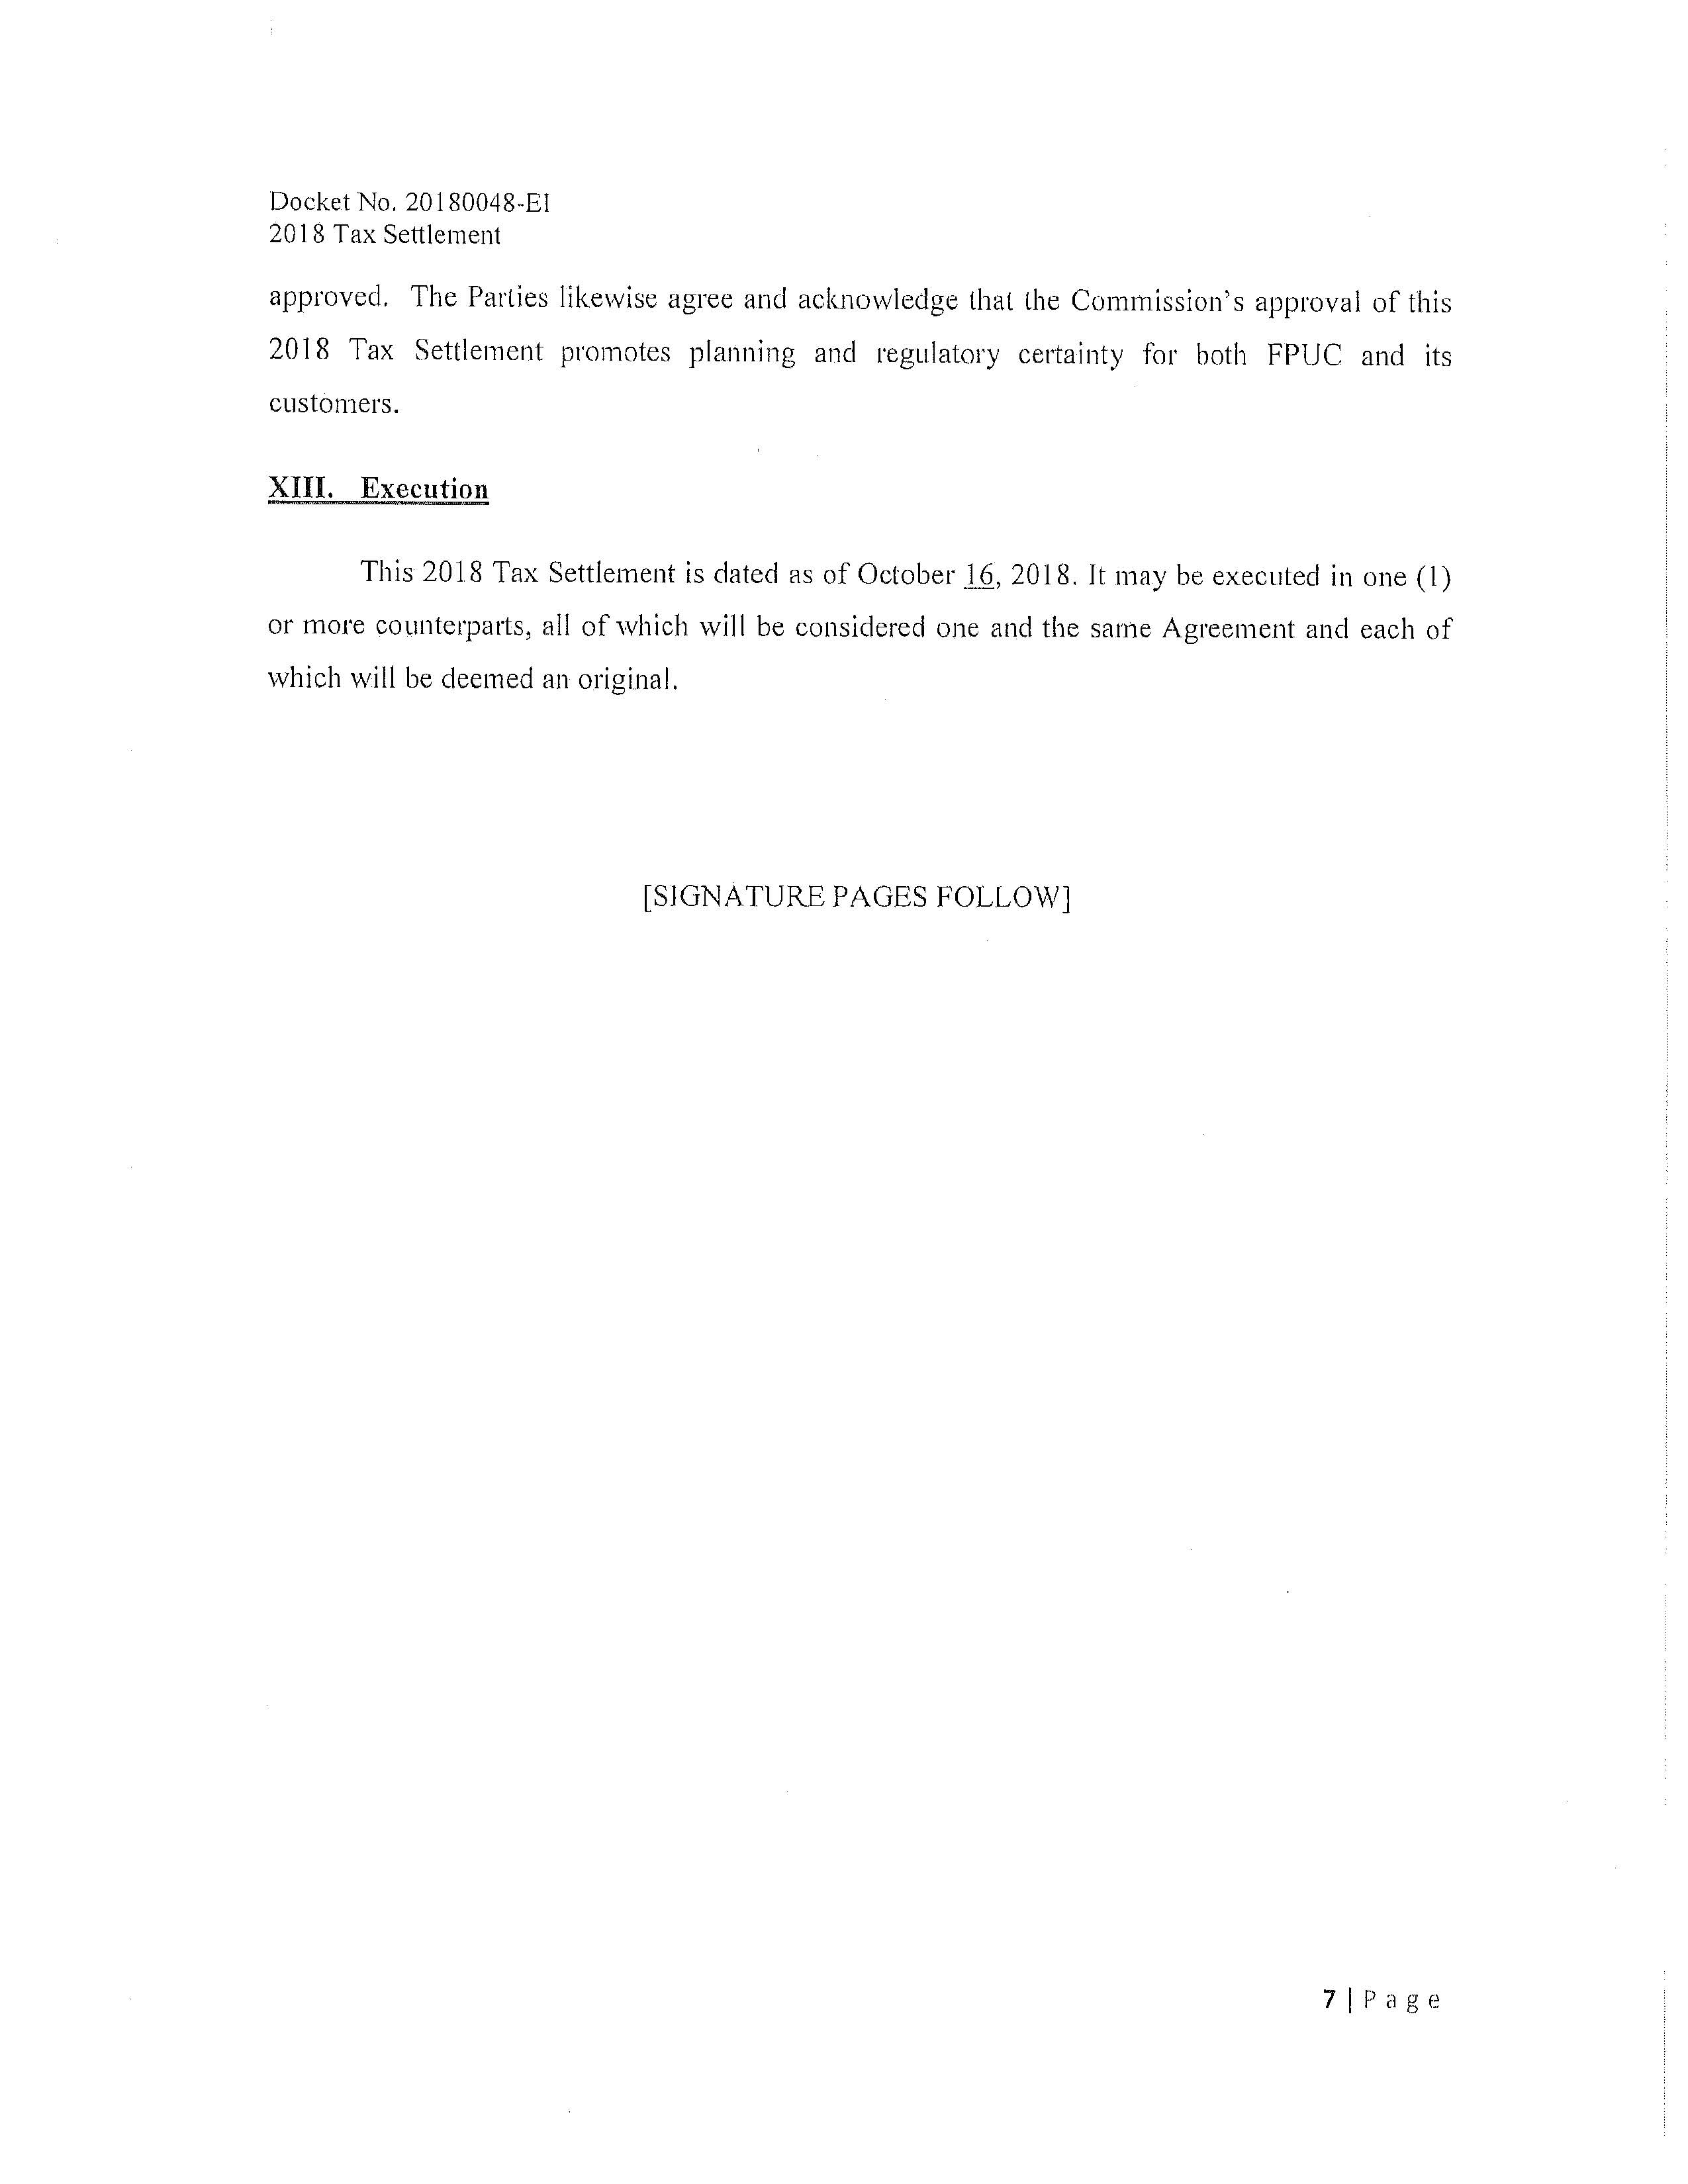 Docket No. 20180048-EI
2018 Tax Settlement
approved. The Parties likewise agree and acknowledge that the Commission's approval of this
2018 Tax Settlement promotes planning and regulatory certainty for both FPUC and its
customers.
XIII. Execution
This 2018 Tax Settlement is dated as of October 16, 2018. It may be executed in one (1)
or more counterparts, all of which will be considered one and the same Agreement and each of
which will be deemed an original.
[SIGNATURE PAGES FOLLOW]
7 | P a g e